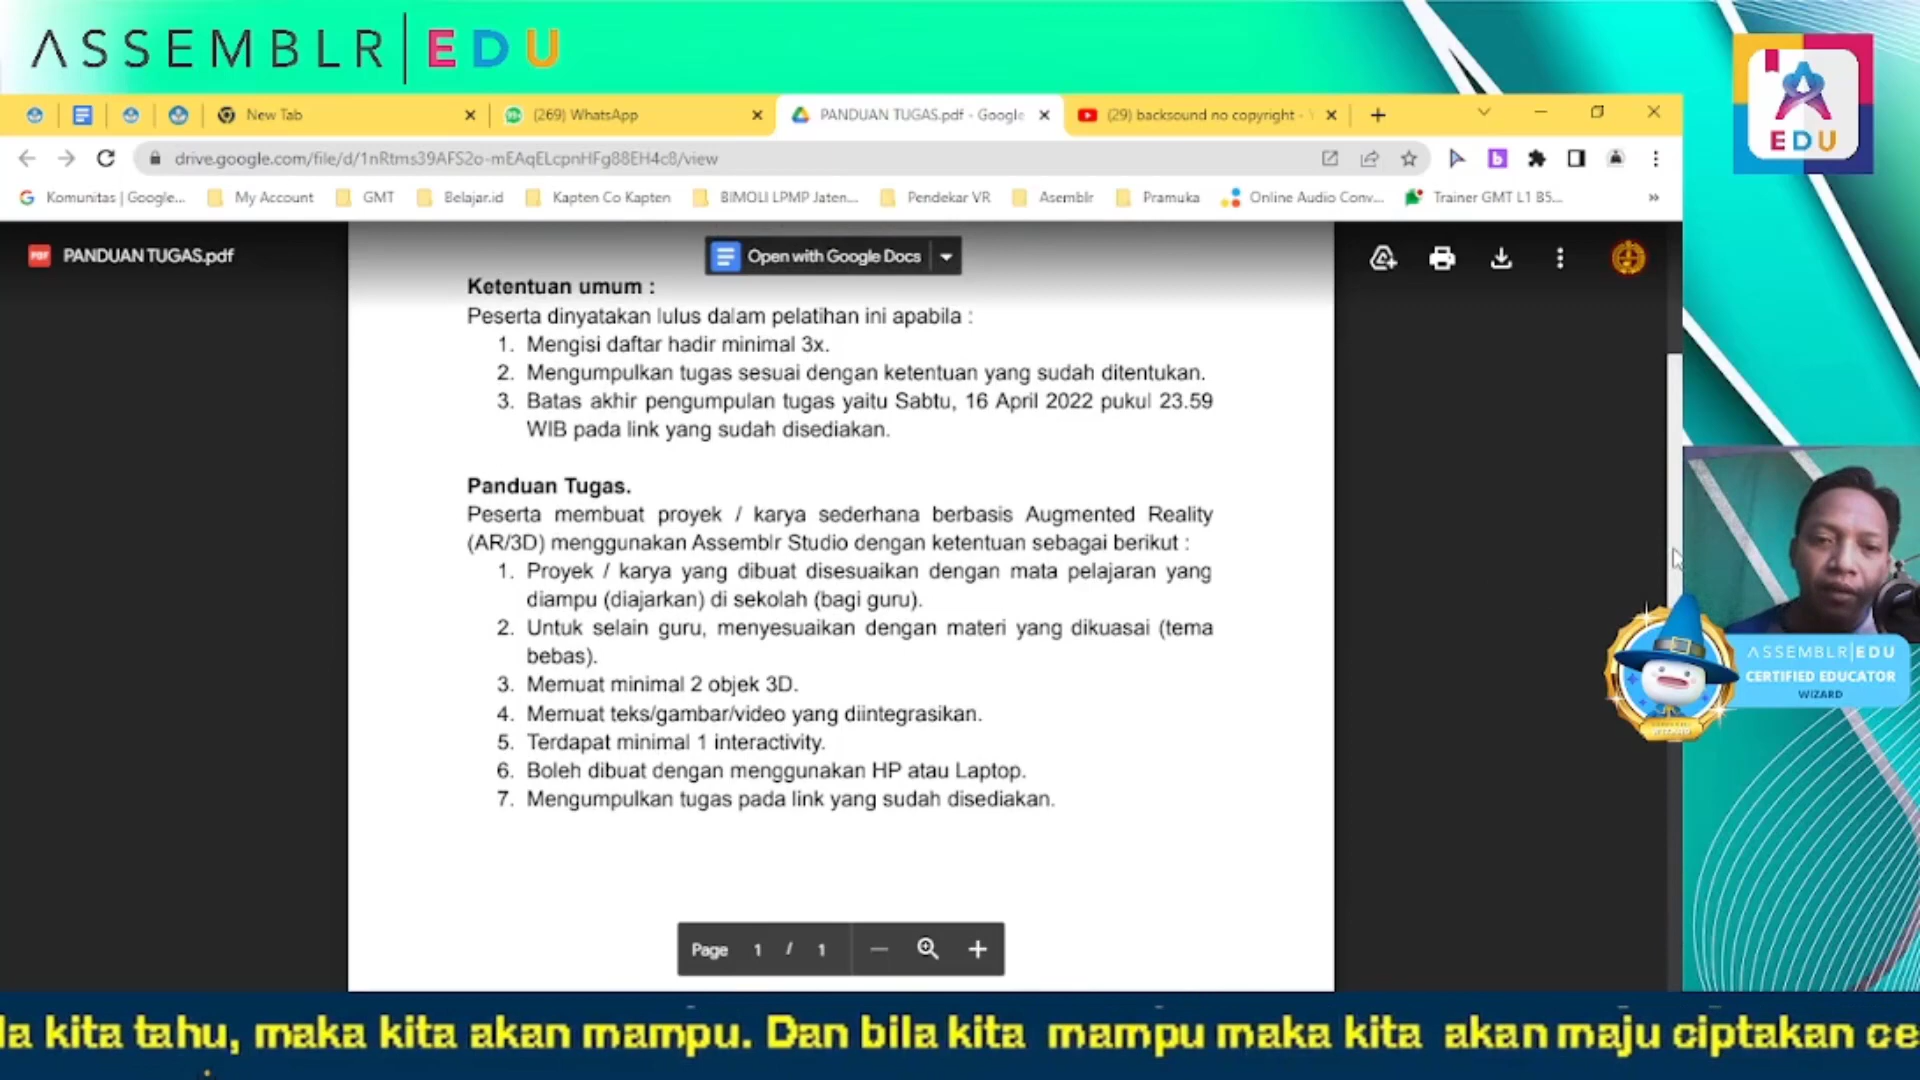 ASSEMBLR EDU
EDU
New Tab
(269) WhatsApp
PANDUAN TUGAS.pdf - Google
(29) backsound no copyright -
drive.google.com/file/d/1nRtms39AFS2o-mEAqELcpnHFg88EH4c8/view
Komunitas | Google... My Account GMT Belajar.id Kapten Co Kapten BIMOLI LPMP Jaten... Pendekar VR Asemblr Pramuka Online Audio Conv... Trainer GMT L1 B5... »
PDF PANDUAN TUGAS.pdf
Open with Google Docs
Ketentuan umum :
Peserta dinyatakan lulus dalam pelatihan ini apabila :
1. Mengisi daftar hadir minimal 3x.
2. Mengumpulkan tugas sesuai dengan ketentuan yang sudah ditentukan.
3. Batas akhir pengumpulan tugas yaitu Sabtu, 16 April 2022 pukul 23.59
WIB pada link yang sudah disediakan.
Panduan Tugas.
Peserta membuat proyek / karya sederhana berbasis Augmented Reality
(AR/3D) menggunakan Assemblr Studio dengan ketentuan sebagai berikut :
1. Proyek / karya yang dibuat disesuaikan dengan mata pelajaran yang
diampu (diajarkan) di sekolah (bagi guru).
2. Untuk selain guru, menyesuaikan dengan materi yang dikuasai (tema
bebas).
3. Memuat minimal 2 objek 3D.
4. Memuat teks/gambar/video yang diintegrasikan.
5. Terdapat minimal 1 interactivity.
6. Boleh dibuat dengan menggunakan HP atau Laptop.
7. Mengumpulkan tugas pada link yang sudah disediakan.
ASSEMBLR|EDU
CERTIFIED EDUCATOR
WIZARD
WIZARD
Page 1 / 1
la kita tahu, maka kita akan mampu. Dan bila kita mampu maka kita akan maju ciptakan ce